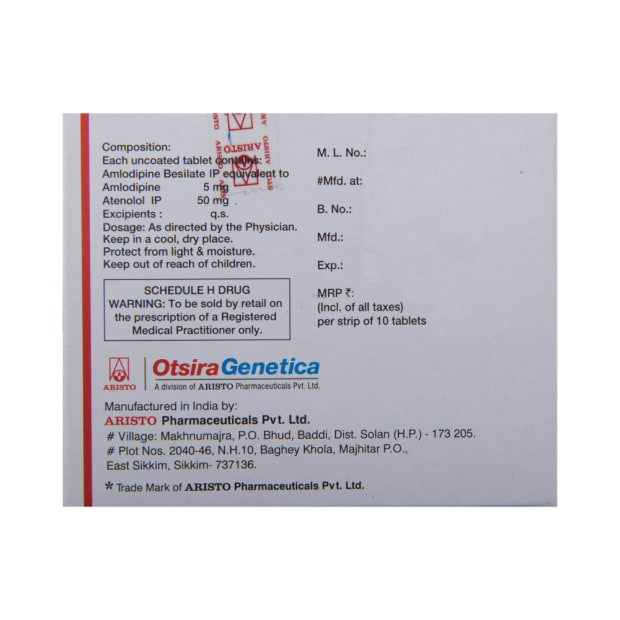 Composition:
Each uncoated tablet contains:
Amlodipine Besilate IP equivalent to
Amlodipine 5 mg
Atenolol IP 50 mg
Excipients : q.s.
Dosage: As directed by the Physician.
Keep in a cool, dry place.
Protect from light & moisture.
Keep out of reach of children.
SCHEDULE H DRUG
WARNING: To be sold by retail on
the prescription of a Registered
Medical Practitioner only.
M. L. No.:
#Mfd. at:
B. No.:
Mfd.:
Exp.:
MRP ₹:
(Incl. of all taxes)
per strip of 10 tablets
ARISTO
ARISTO
ARISTO
OtsiraGenetica
A division of ARISTO Pharmaceuticals Pvt. Ltd.
ARISTO
Manufactured in India by:
ARISTO Pharmaceuticals Pvt. Ltd.
# Village: Makhnumajra, P.O. Bhud, Baddi, Dist. Solan (H.P.) - 173 205.
# Plot Nos. 2040-46, N.H.10, Baghey Khola, Majhitar P.O.,
East Sikkim, Sikkim- 737136.
* Trade Mark of ARISTO Pharmaceuticals Pvt. Ltd.